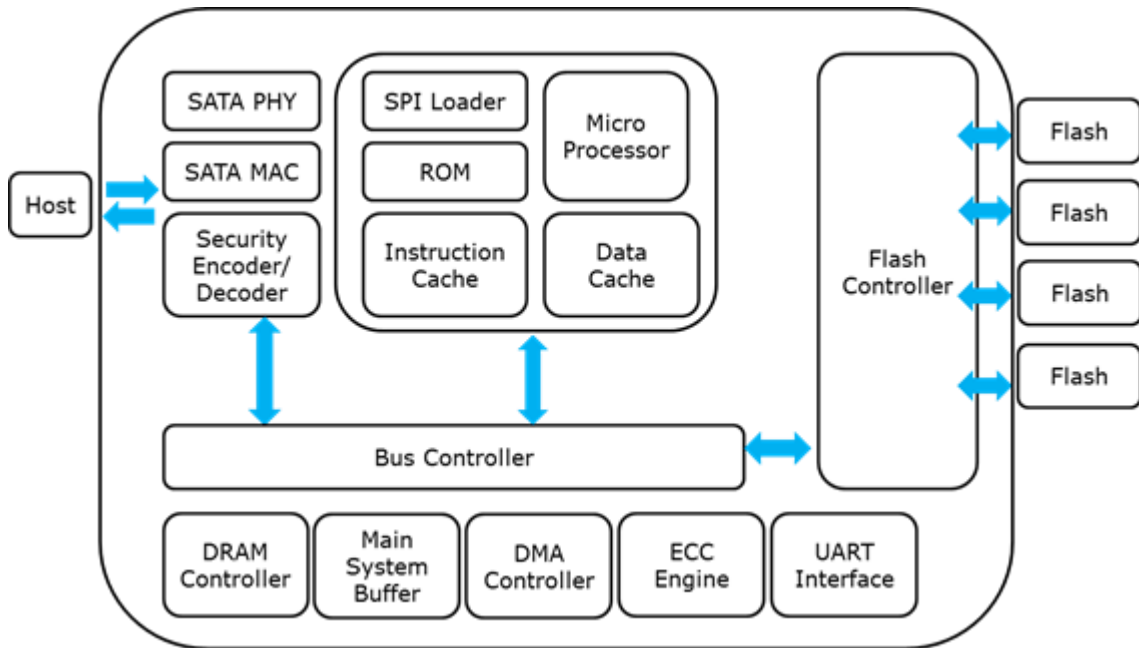 SATA PHY
SATA MAC
Host
Security
Encoder/
Decoder
SPI Loader
ROM
Micro
Processor
Instruction
Cache
Data
Cache
Flash
Controller
Flash
Flash
Flash
Flash
Bus Controller
DRAM
Controller
Main
System
Buffer
DMA
Controller
ECC
Engine
UART
Interface